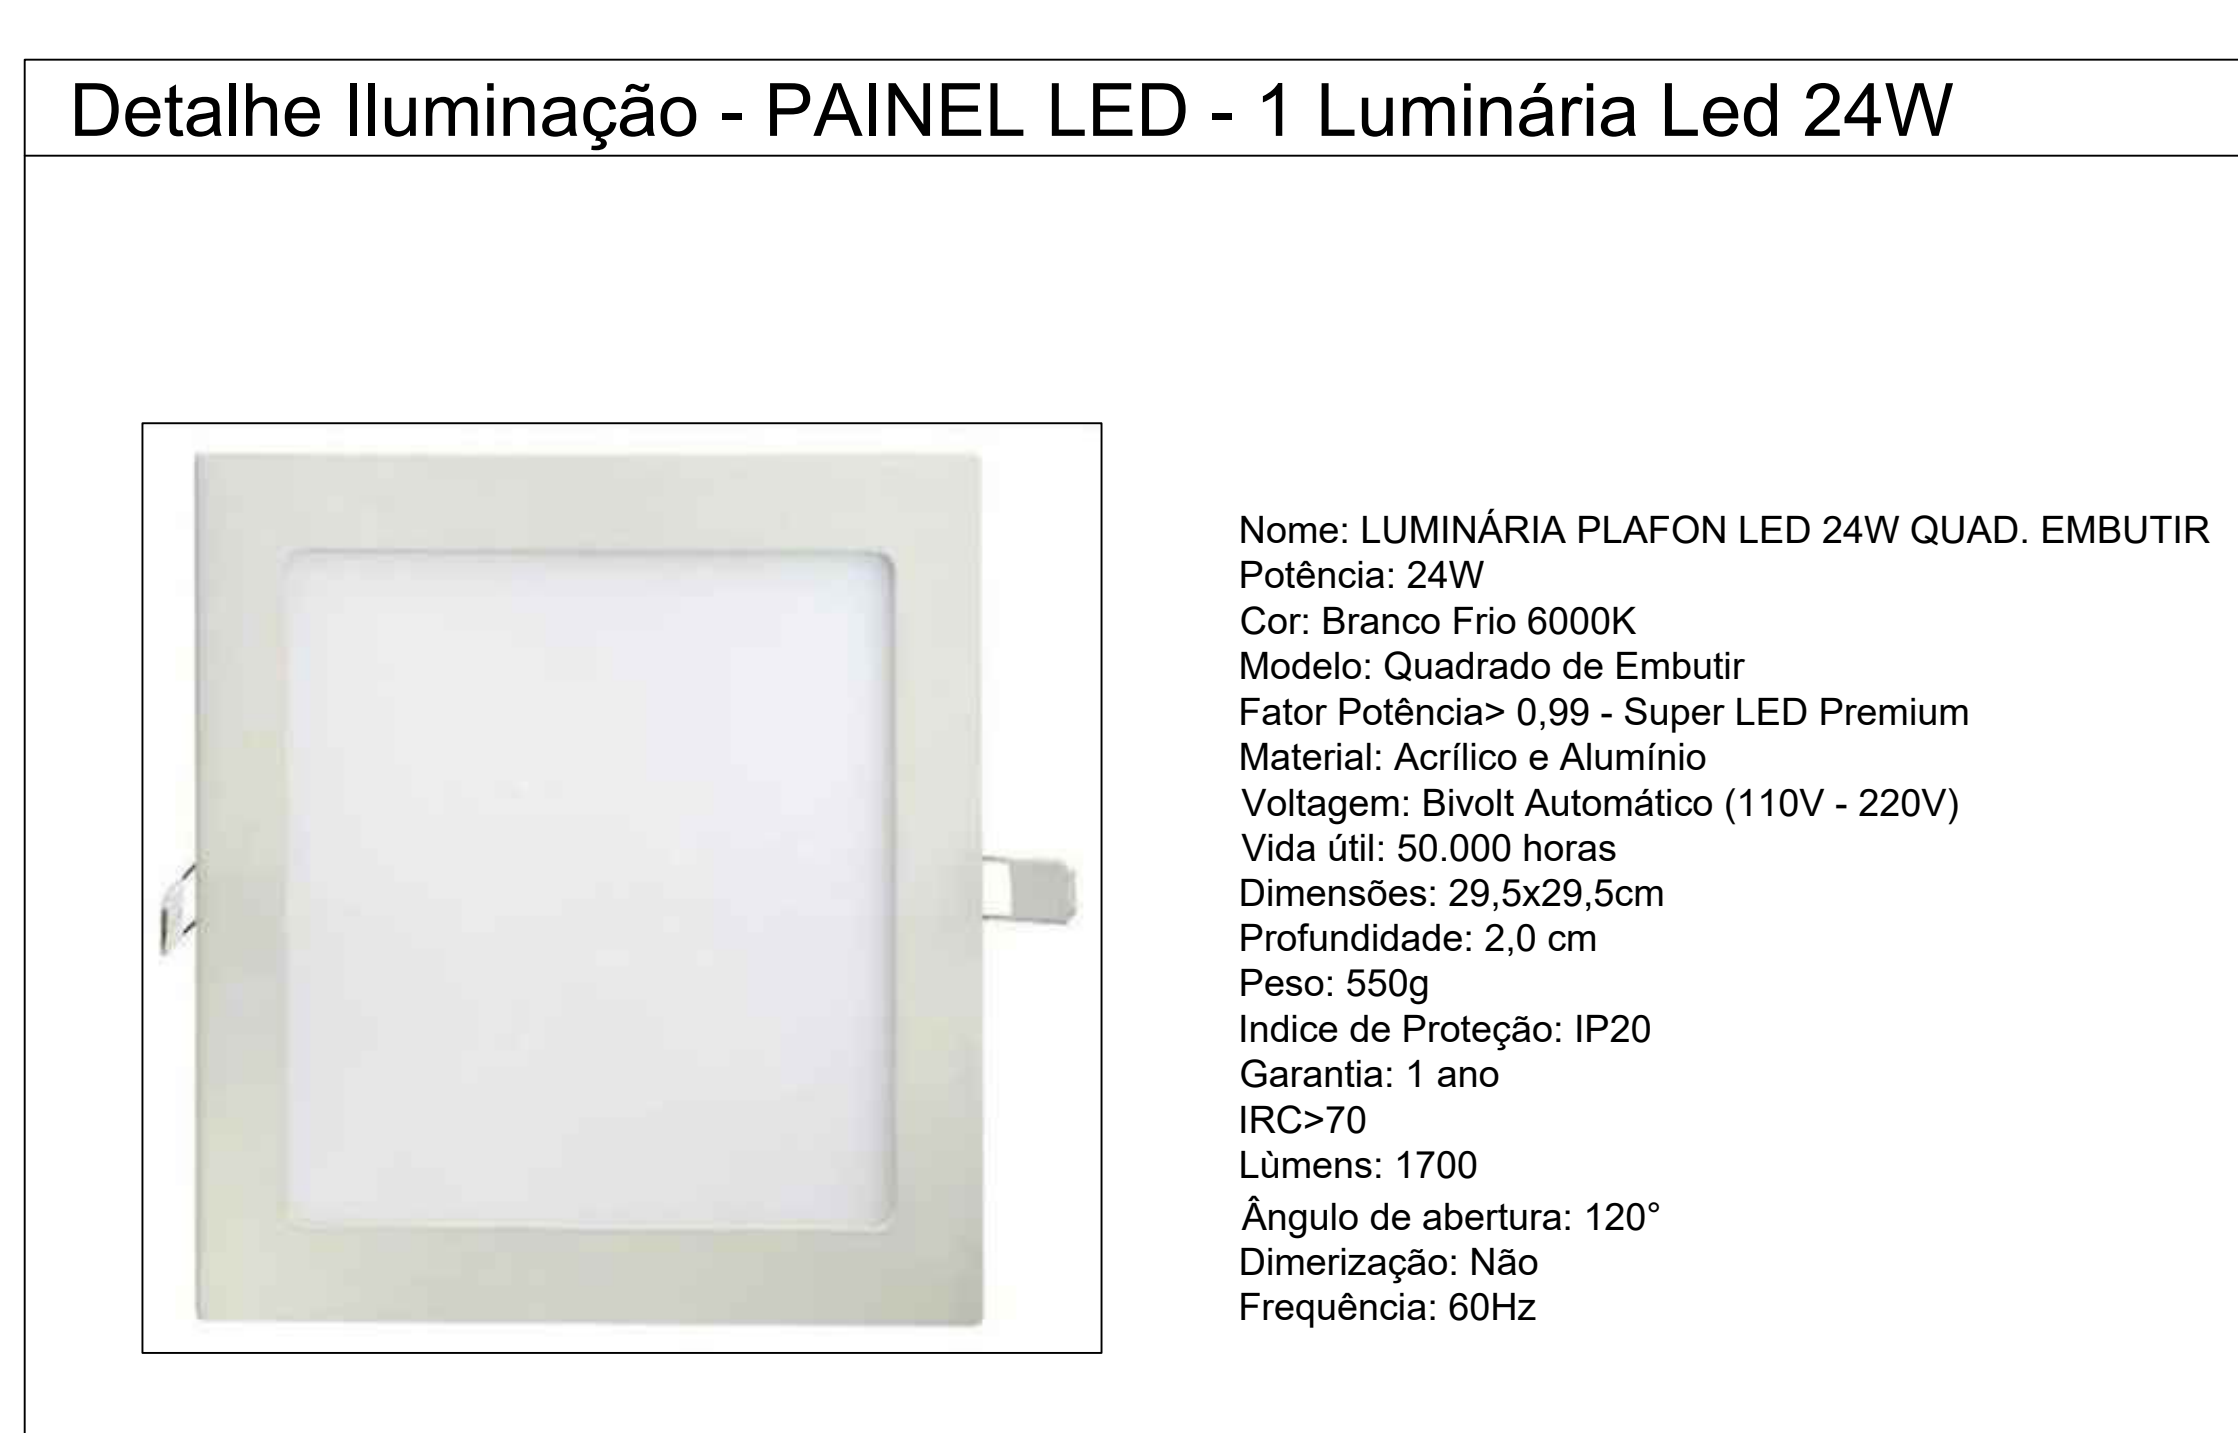 Detalhe Iluminação - PAINEL LED - 1 Luminária Led 24W
Nome: LUMINÁRIA PLAFON LED 24W QUAD. EMBUTIR
Potência: 24W
Cor: Branco Frio 6000K
Modelo: Quadrado de Embutir
Fator Potência> 0,99 - Super LED Premium
Material: Acrílico e Alumínio
Voltagem: Bivolt Automático (110V - 220V)
Vida útil: 50.000 horas
Dimensões: 29,5x29,5cm
Profundidade: 2,0 cm
Peso: 550g
Indice de Proteção: IP20
Garantia: 1 ano
IRC>70
Lùmens: 1700
Ângulo de abertura: 120°
Dimerização: Não
Frequência: 60Hz